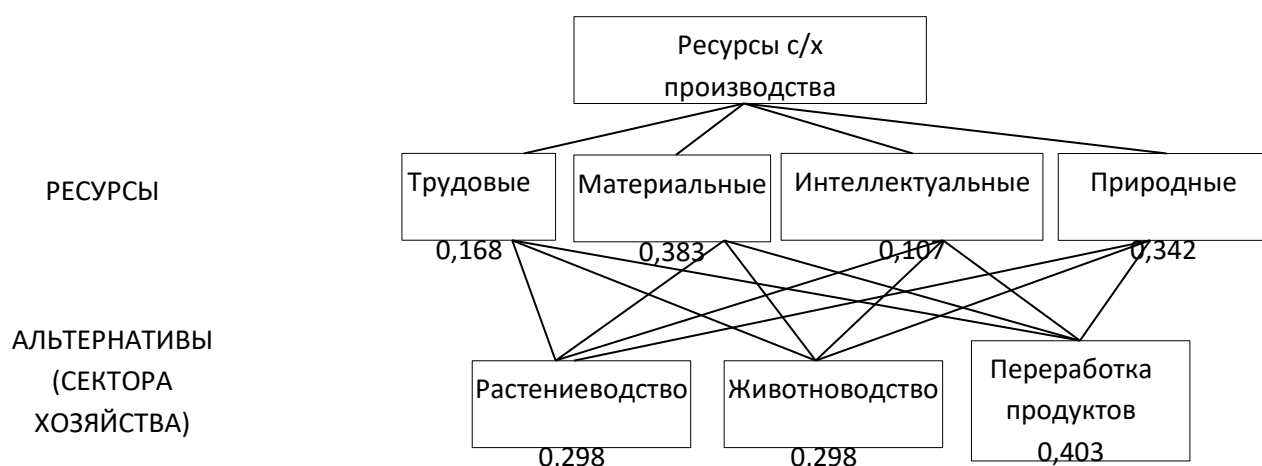 Ресурсы с/х
производства
РЕСУРСЫ
Трудовые
Материальные
Интеллектуальные
Природные
0,168
0,383
0,107
0,342
АЛЬТЕРНАТИВЫ
(СЕКТОРА
ХОЗЯЙСТВА)
Растениеводство
Животноводство
Переработка
продуктов
0,298
0,298
0,403